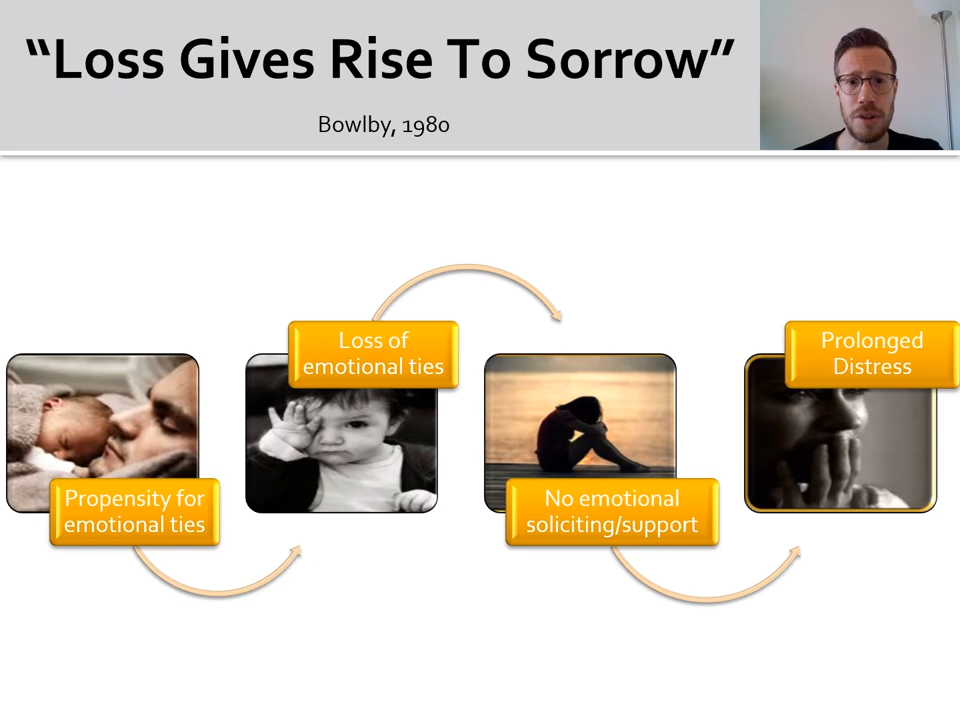 “Loss Gives Rise To Sorrow”
Bowlby, 1980
Propensity for
emotional ties
Loss of
emotional ties
No emotional
soliciting/support
Prolonged
Distress